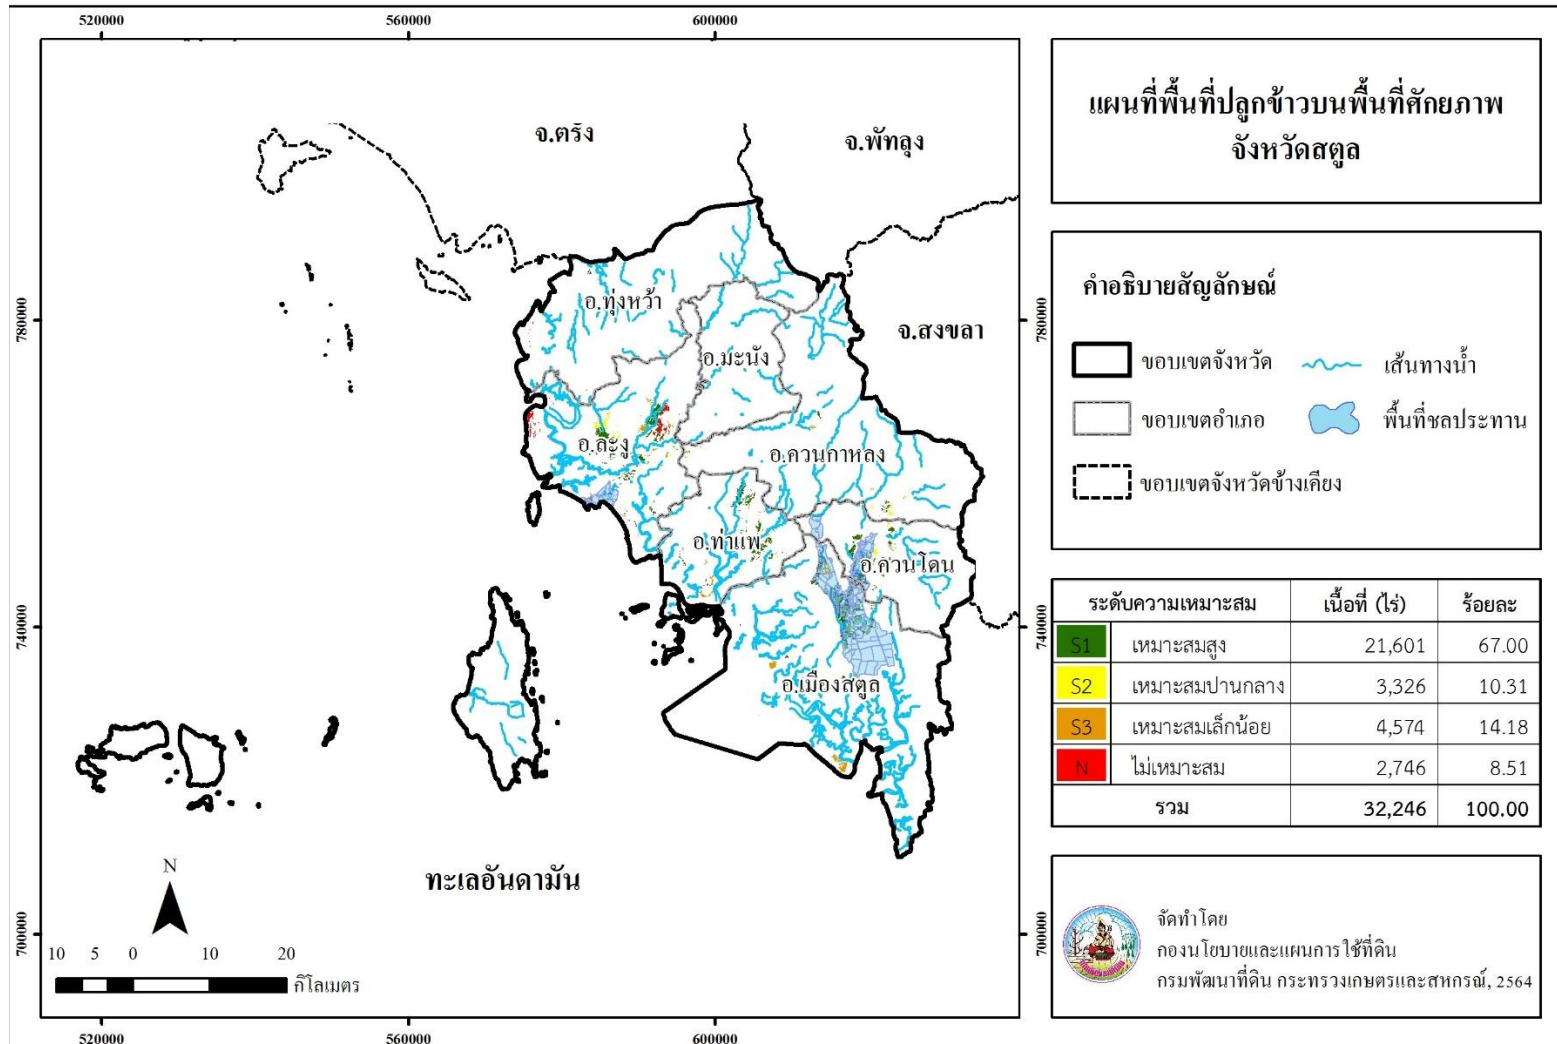 520000 560000 600000
แผนที่พื้นที่ปลูกข้าวบนพื้นที่ศักยภาพ
จังหวัดสตูล
จ.ตรัง
จ.พัทลุง
จ.สงขลา
อ.ทุ่งหว้า
อ.มะนัง
อ.ละงู
อ.ควนกาหลง
อ.ท่าแพ
อ.ควนโดน
อ.เมืองสตูล
ทะเลอันดามัน
780000
740000
700000
780000
740000
700000
N
10 5 0 10 20
กิโลเมตร
520000 560000 600000
คำอธิบายสัญลักษณ์
ขอบเขตจังหวัด เส้นทางน้ำ
ขอบเขตอำเภอ พื้นที่ชลประทาน
ขอบเขตจังหวัดข้างเคียง
ระดับความเหมาะสม เนื้อที่ (ไร่) ร้อยละ
S1 เหมาะสมสูง 21,601 67.00
S2 เหมาะสมปานกลาง 3,326 10.31
S3 เหมาะสมเล็กน้อย 4,574 14.18
N ไม่เหมาะสม 2,746 8.51
รวม 32,246 100.00
จัดทำโดย
กองนโยบายและแผนการใช้ที่ดิน
กรมพัฒนาที่ดิน กระทรวงเกษตรและสหกรณ์, 2564